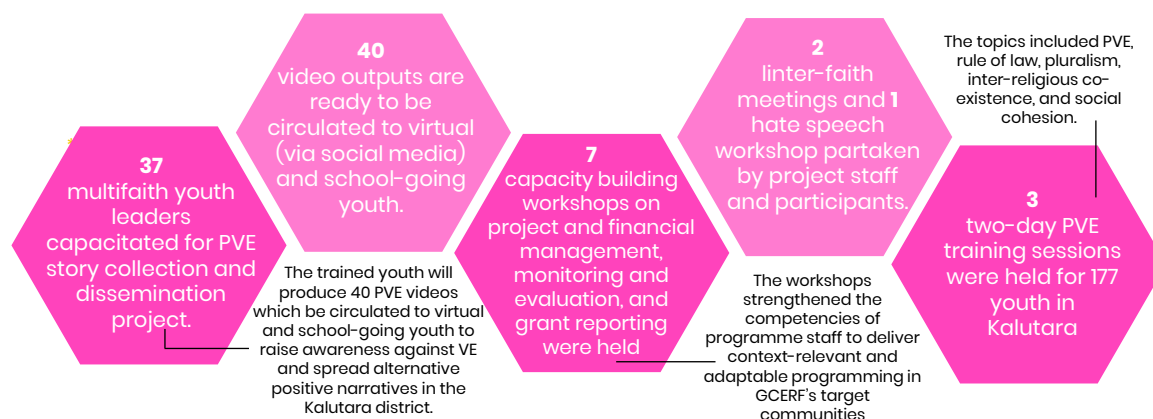 37
multifaith youth
leaders
capacitated for PVE
story collection and
dissemination
project.
40
video outputs are
ready to be
circulated to virtual
(via social media)
and school-going
youth.
The trained youth will
produce 40 PVE videos
which be circulated to virtual
and school-going youth to
raise awareness against VE
and spread alternative
positive narratives in the
Kalutara district.
7
capacity building
workshops on
project and financial
management,
monitoring and
evaluation, and
grant reporting
were held
2
linter-faith
meetings and 1
hate speech
workshop partaken
by project staff
and participants.
The workshops
strengthened the
competencies of
programme staff to deliver
context-relevant and
adaptable programming in
GCERF's target
communities
The topics included PVE,
rule of law, pluralism,
inter-religious co-
existence, and social
cohesion.
3
two-day PVE
training sessions
were held for 177
youth in
Kalutara